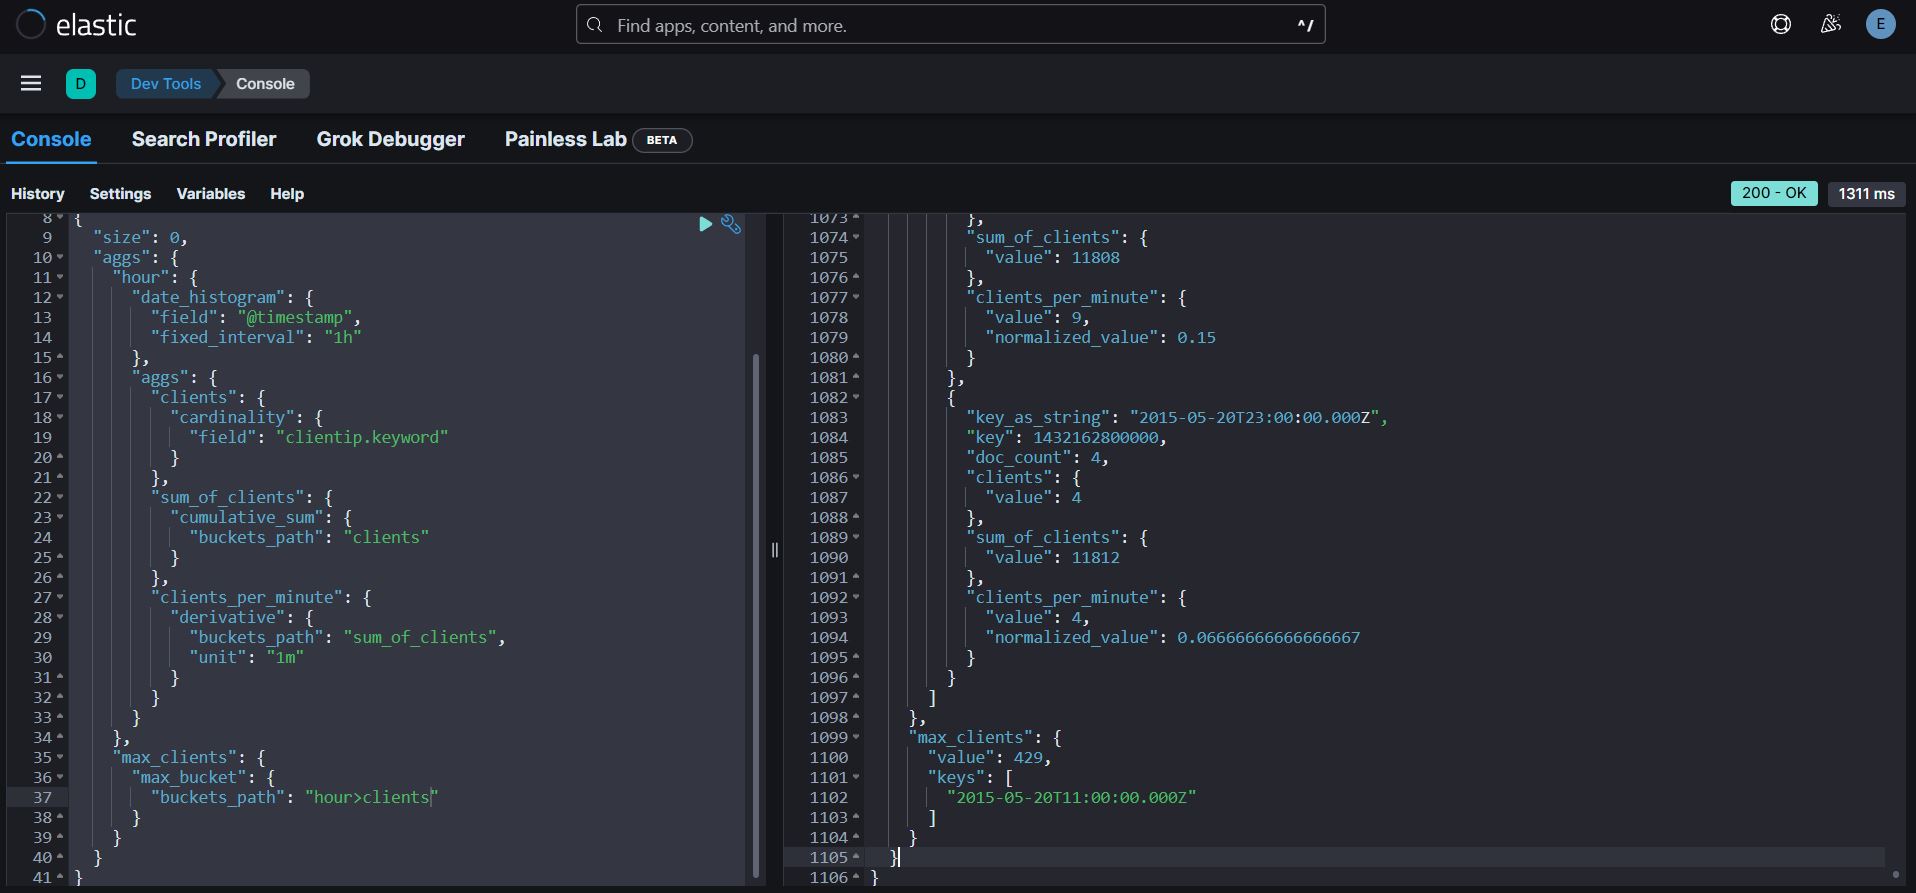 elastic
Find apps, content, and more.
^/
E
D
Dev Tools
Console
Console
Search Profiler
Grok Debugger
Painless Lab
BETA
History
Settings
Variables
Help
200 - OK
1311 ms
8 {
9 "size": 0,
10 "aggs": {
11 "hour": {
12 "date_histogram": {
13 "field": "@timestamp",
14 "fixed_interval": "1h"
15 },
16 "aggs": {
17 "clients": {
18 "cardinality": {
19 "field": "clientip.keyword"
20 }
21 },
22 "sum_of_clients": {
23 "cumulative_sum": {
24 "buckets_path": "clients"
25 }
26 },
27 "clients_per_minute": {
28 "derivative": {
29 "buckets_path": "sum_of_clients",
30 "unit": "1m"
31 }
32 }
33 }
34 },
35 "max_clients": {
36 "max_bucket": {
37 "buckets_path": "hour>clients"
38 }
39 }
40 }
41 }
1073 },
1074 "sum_of_clients": {
1075 "value": 11808
1076 },
1077 "clients_per_minute": {
1078 "value": 9,
1079 "normalized_value": 0.15
1080 }
1081 },
1082 {
1083 "key_as_string": "2015-05-20T23:00:00.000Z",
1084 "key": 1432162800000,
1085 "doc_count": 4,
1086 "clients": {
1087 "value": 4
1088 },
1089 "sum_of_clients": {
1090 "value": 11812
1091 },
1092 "clients_per_minute": {
1093 "value": 4,
1094 "normalized_value": 0.06666666666666667
1095 }
1096 }
1097 ]
1098 },
1099 "max_clients": {
1100 "value": 429,
1101 "keys": [
1102 "2015-05-20T11:00:00.000Z"
1103 ]
1104 }
1105 }
1106 }